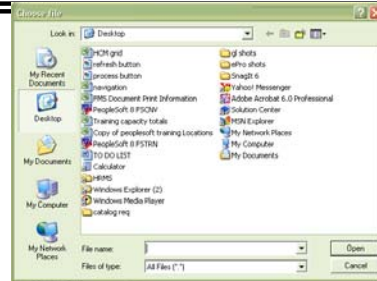 Choose file
Look in: Desktop
My Recent
Documents
Desktop
My Documents
My Computer
My Network
Places
HCM grid
refresh button
process button
navigation
FMS Document Print Information
PeopleSoft 8 FSCNV
Training capacity totals
Copy of peoplesoft training Locations
PeopleSoft 8 FSTRN
TO DO LIST
Calculator
HRMS
Windows Explorer (2)
Windows Media Player
catalog req
gl shots
ePro shots
SnagIt 6
Yahoo! Messenger
Adobe Acrobat 6.0 Professional
Solution Center
MSN Explorer
My Network Places
My Computer
My Documents
File name:
Open
Files of type: All Files (*.*)
Cancel